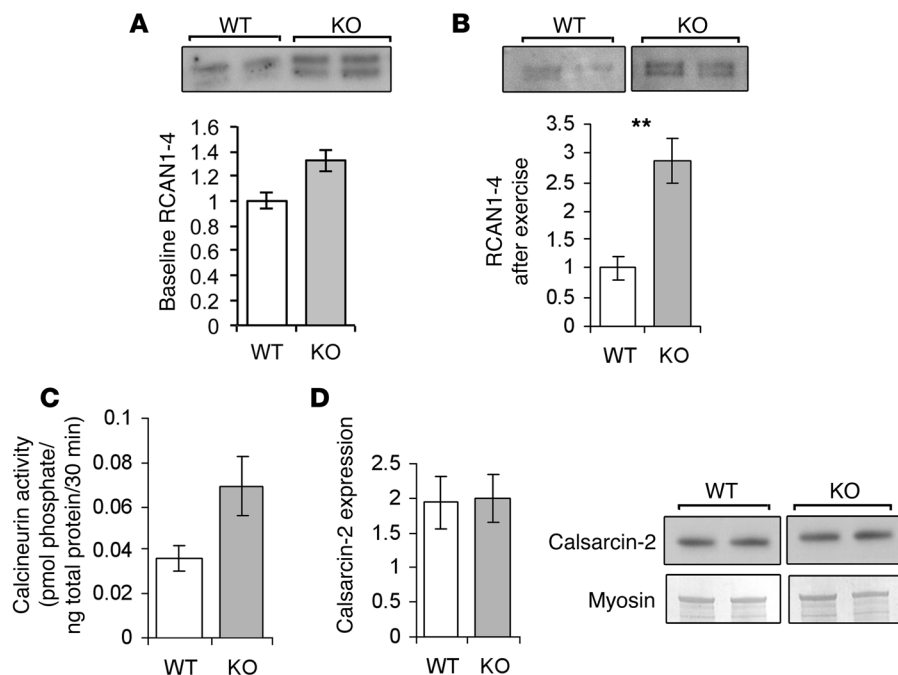 A
WT KO
1.6
1.4
1.2
1
0.8
0.6
0.4
0.2
0
Baseline RCAN1-4
WT KO
B
WT KO
3.5
3
2.5
2
1.5
1
0.5
0
RCAN1-4
after exercise
**
WT KO
C
0.1
0.08
0.06
0.04
0.02
0
Calcineurin activity
(pmol phosphate/
ng total protein/30 min)
WT KO
D
2.5
2
1.5
1
0.5
0
Calsarcin-2 expression
WT KO
WT KO
Calsarcin-2
Myosin